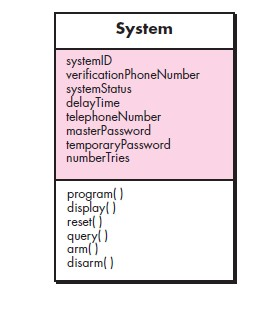 System
systemID
verificationPhoneNumber
systemStatus
delayTime
telephoneNumber
masterPassword
temporaryPassword
numberTries
program( )
display( )
reset( )
query( )
arm( )
disarm( )